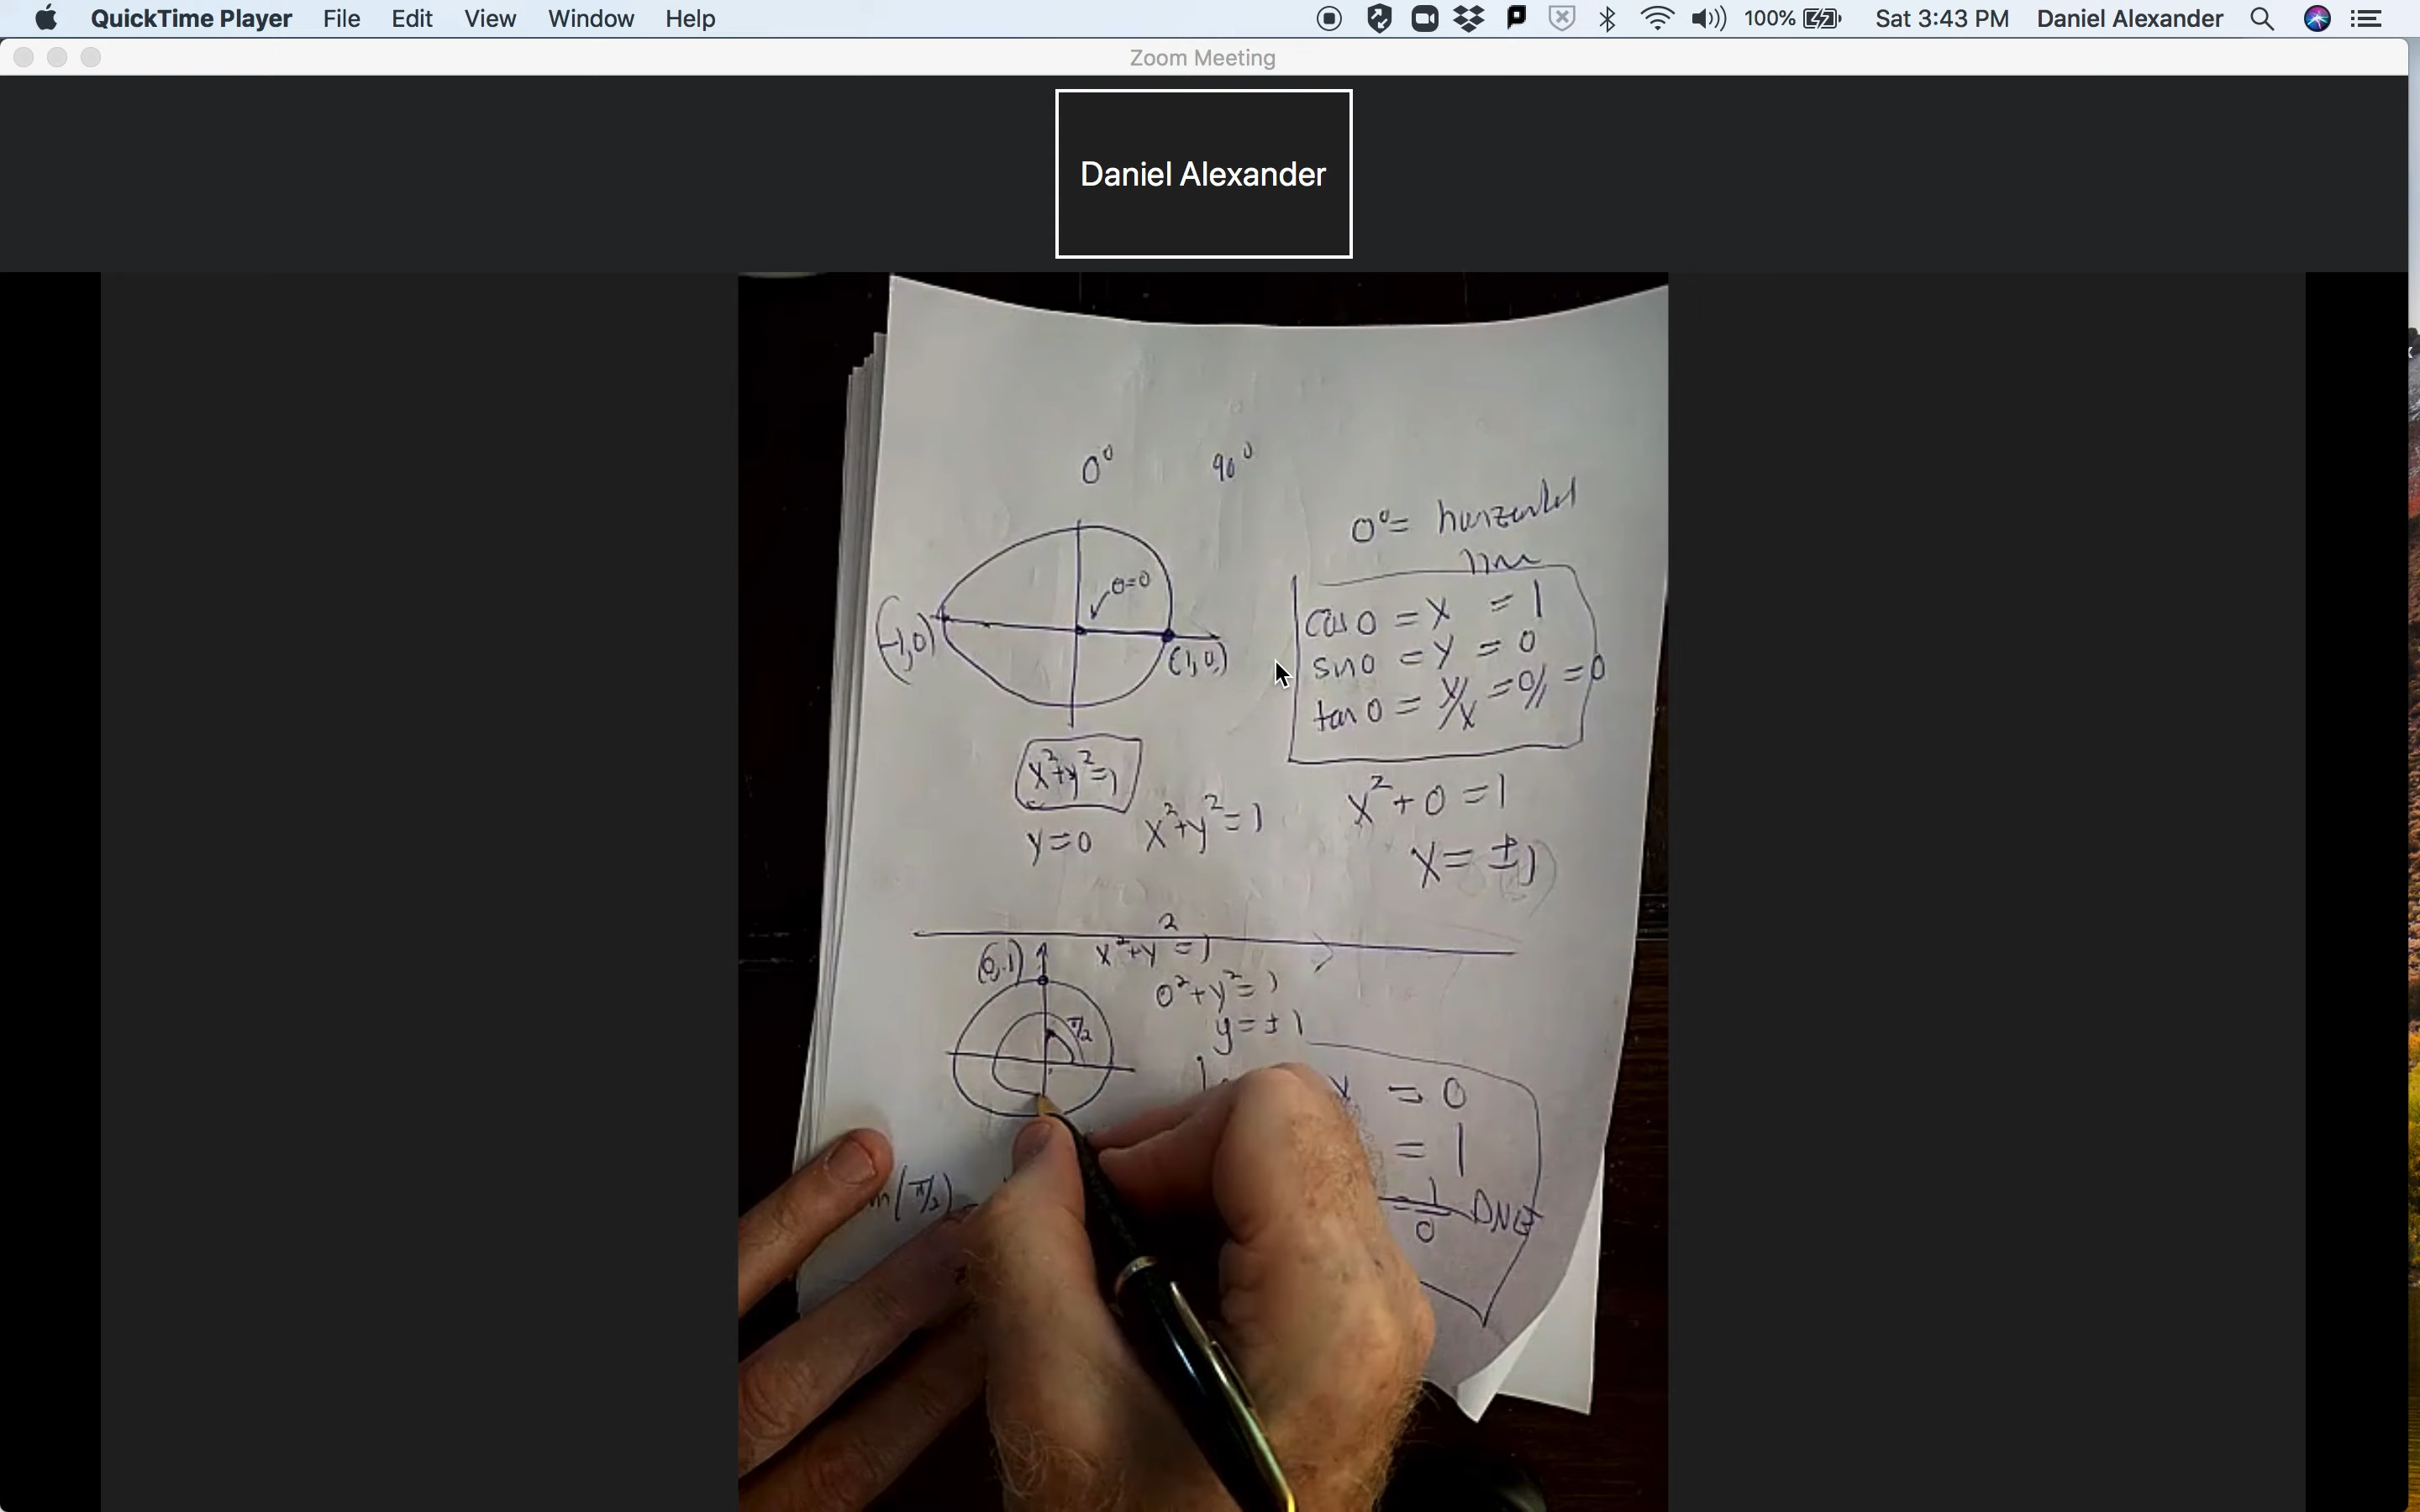 QuickTime Player File Edit View Window Help 100% Sat 3:43 PM Daniel Alexander
Zoom Meeting
Daniel Alexander
0° 90°
0° = horizontal
line
θ=0
(-1,0)
(1,0)
cos 0 = x = 1
sin 0 = y = 0
tan 0 = y/x = 0/1 = 0
x²+y²=1
y=0 x²+y²=1
x²+0=1
x=±1
(0,1) x²+y²=1
0²+y²=1
y=±1
π/2
x = 0
= 1
(π/2)
= 1/0 DNE